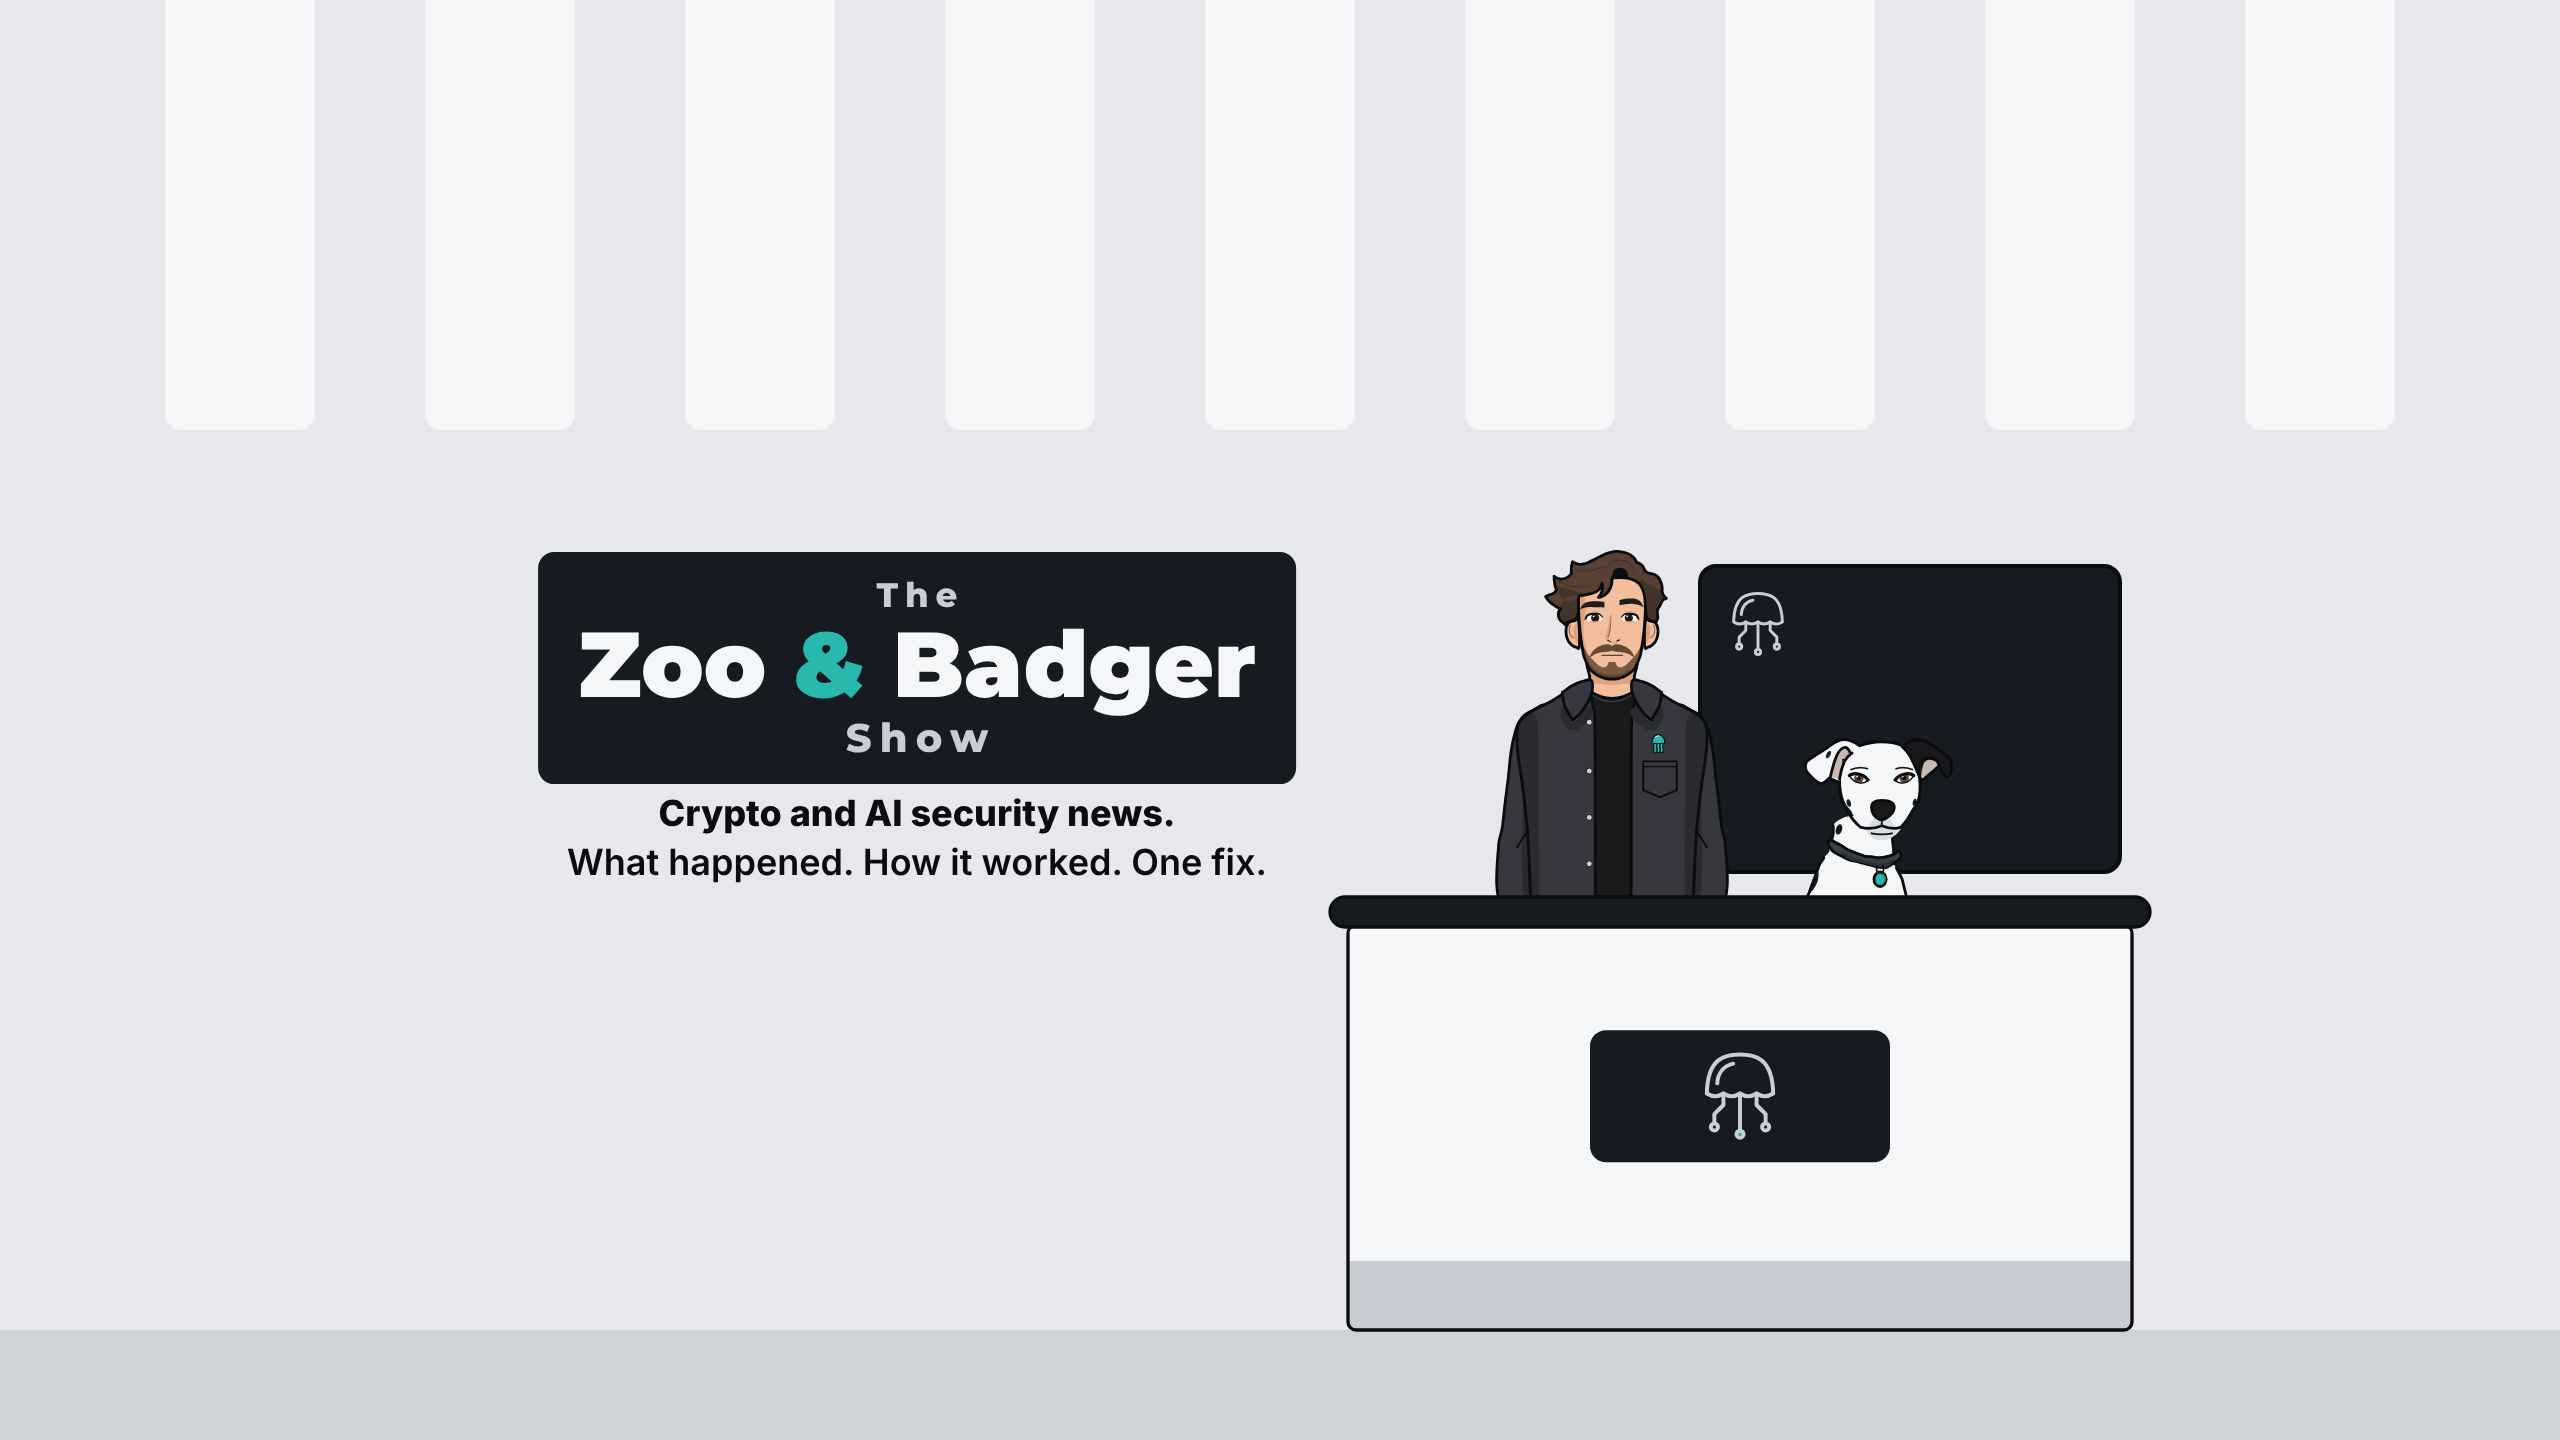 The
Zoo & Badger
Show
Crypto and AI security news.
What happened. How it worked. One fix.